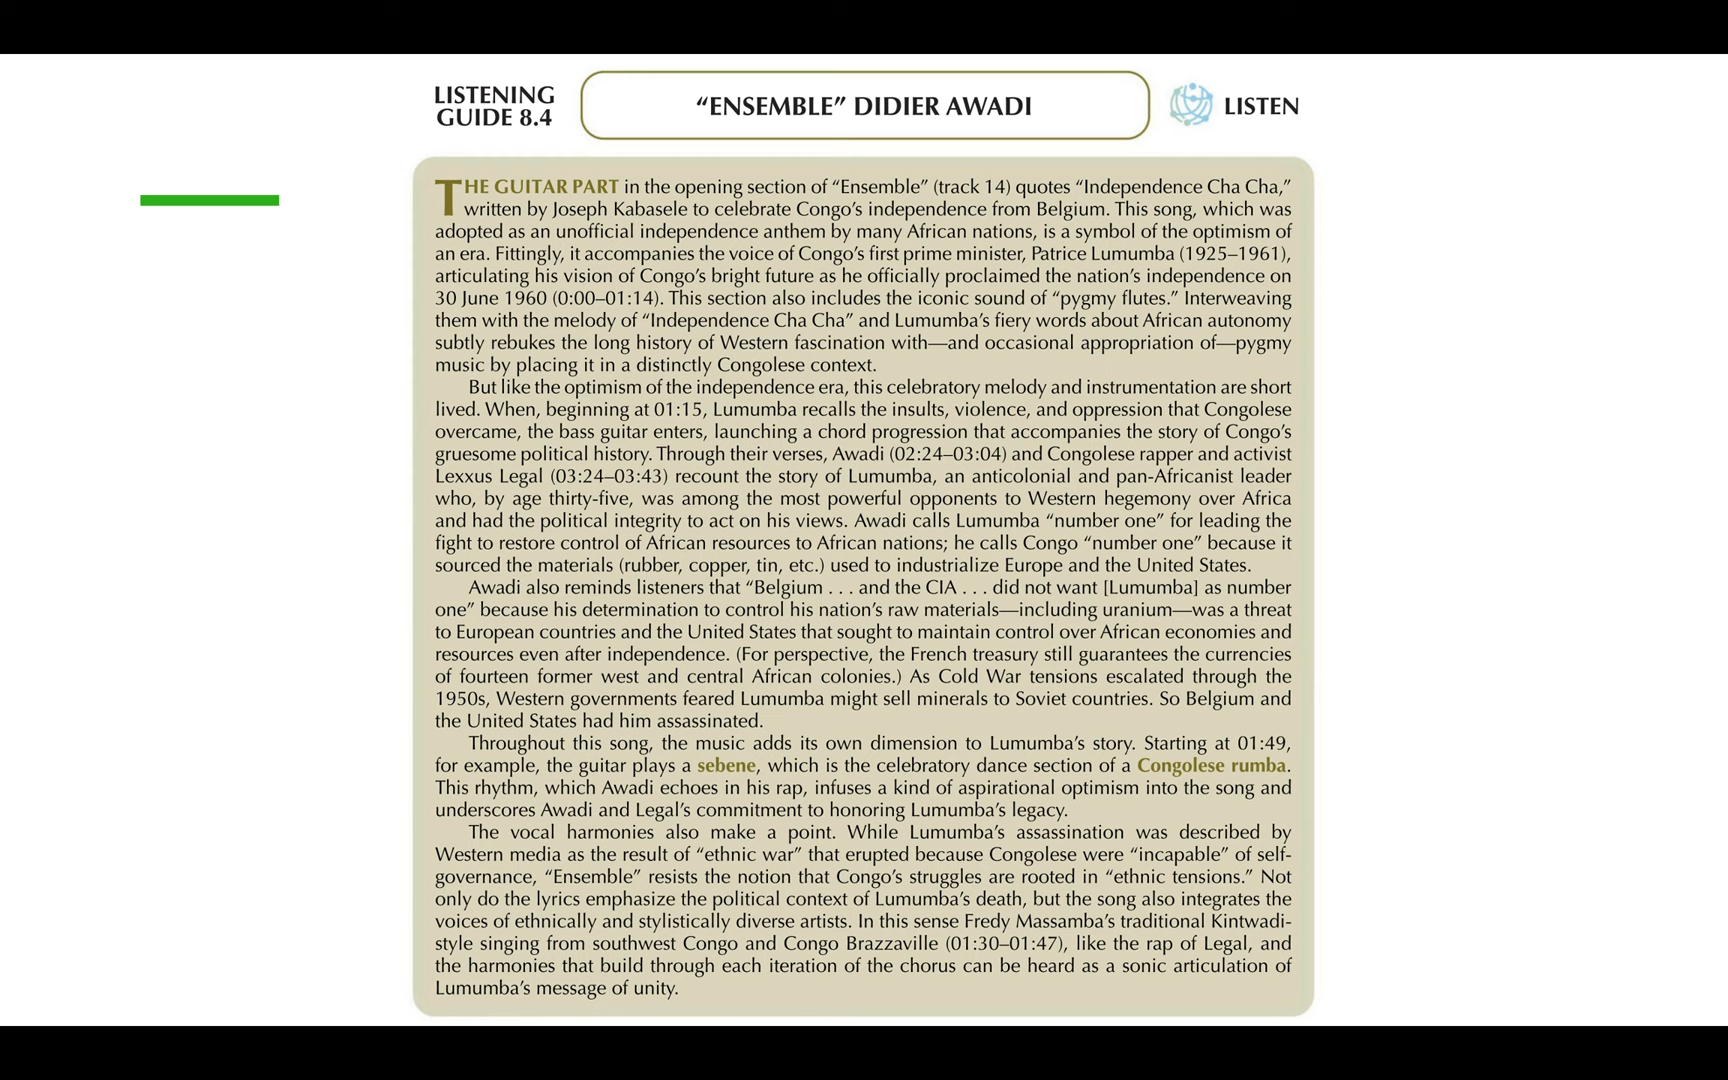 LISTENING
GUIDE 8.4
“ENSEMBLE” DIDIER AWADI
LISTEN
THE GUITAR PART in the opening section of “Ensemble” (track 14) quotes “Independence Cha Cha,”
written by Joseph Kabasele to celebrate Congo’s independence from Belgium. This song, which was
adopted as an unofficial independence anthem by many African nations, is a symbol of the optimism of
an era. Fittingly, it accompanies the voice of Congo’s first prime minister, Patrice Lumumba (1925–1961),
articulating his vision of Congo’s bright future as he officially proclaimed the nation’s independence on
30 June 1960 (0:00–01:14). This section also includes the iconic sound of “pygmy flutes.” Interweaving
them with the melody of “Independence Cha Cha” and Lumumba’s fiery words about African autonomy
subtly rebukes the long history of Western fascination with—and occasional appropriation of—pygmy
music by placing it in a distinctly Congolese context.
But like the optimism of the independence era, this celebratory melody and instrumentation are short
lived. When, beginning at 01:15, Lumumba recalls the insults, violence, and oppression that Congolese
overcame, the bass guitar enters, launching a chord progression that accompanies the story of Congo’s
gruesome political history. Through their verses, Awadi (02:24–03:04) and Congolese rapper and activist
Lexxus Legal (03:24–03:43) recount the story of Lumumba, an anticolonial and pan-Africanist leader
who, by age thirty-five, was among the most powerful opponents to Western hegemony over Africa
and had the political integrity to act on his views. Awadi calls Lumumba “number one” for leading the
fight to restore control of African resources to African nations; he calls Congo “number one” because it
sourced the materials (rubber, copper, tin, etc.) used to industrialize Europe and the United States.
Awadi also reminds listeners that “Belgium . . . and the CIA . . . did not want [Lumumba] as number
one” because his determination to control his nation’s raw materials—including uranium—was a threat
to European countries and the United States that sought to maintain control over African economies and
resources even after independence. (For perspective, the French treasury still guarantees the currencies
of fourteen former west and central African colonies.) As Cold War tensions escalated through the
1950s, Western governments feared Lumumba might sell minerals to Soviet countries. So Belgium and
the United States had him assassinated.
Throughout this song, the music adds its own dimension to Lumumba’s story. Starting at 01:49,
for example, the guitar plays a sebene, which is the celebratory dance section of a Congolese rumba.
This rhythm, which Awadi echoes in his rap, infuses a kind of aspirational optimism into the song and
underscores Awadi and Legal’s commitment to honoring Lumumba’s legacy.
The vocal harmonies also make a point. While Lumumba’s assassination was described by
Western media as the result of “ethnic war” that erupted because Congolese were “incapable” of self-
governance, “Ensemble” resists the notion that Congo’s struggles are rooted in “ethnic tensions.” Not
only do the lyrics emphasize the political context of Lumumba’s death, but the song also integrates the
voices of ethnically and stylistically diverse artists. In this sense Fredy Massamba’s traditional Kintwadi-
style singing from southwest Congo and Congo Brazzaville (01:30–01:47), like the rap of Legal, and
the harmonies that build through each iteration of the chorus can be heard as a sonic articulation of
Lumumba’s message of unity.